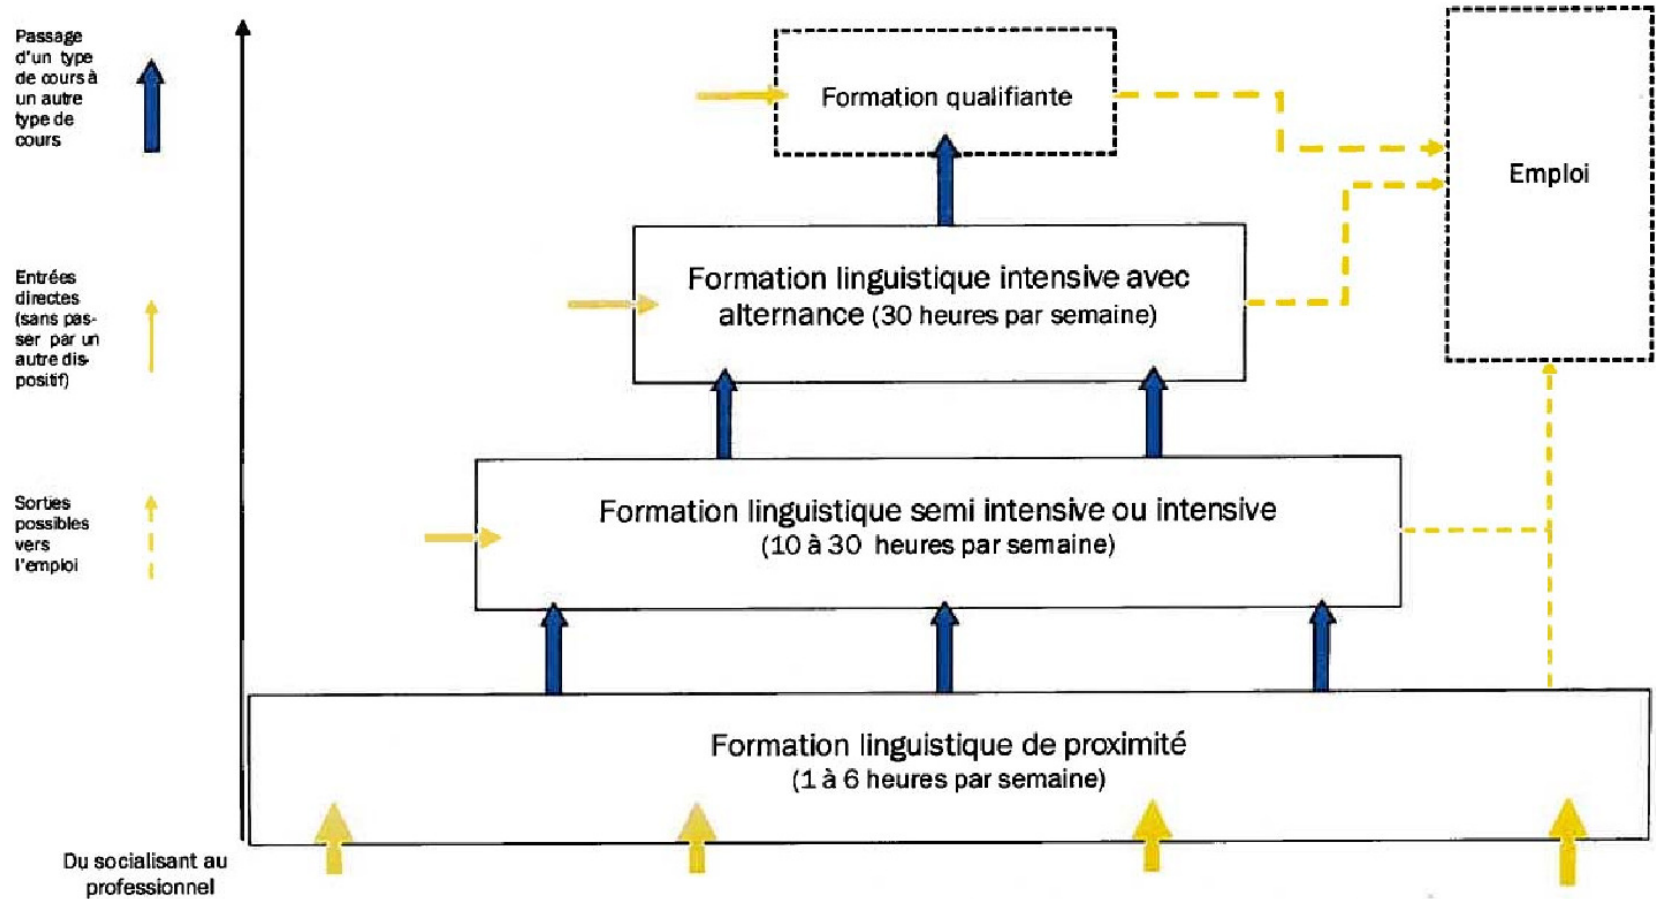 Passage
d'un type
de cours à
un autre
type de
cours
Entrées
directes
(sans pas-
ser par un
autre dis-
positif)
Sorties
possibles
vers
l'emploi
Formation qualifiante
Emploi
Formation linguistique intensive avec
alternance (30 heures par semaine)
Formation linguistique semi intensive ou intensive
(10 à 30 heures par semaine)
Formation linguistique de proximité
(1 à 6 heures par semaine)
Du socialisant au
professionnel